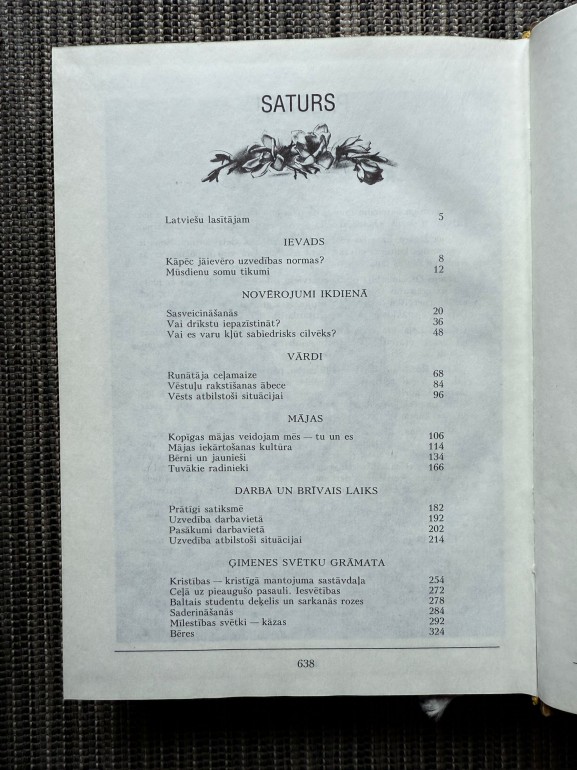 SATURS
Latviešu lasītājam 5
IEVADS
Kāpēc jāievēro uzvedības normas? 8
Mūsdienu somu tikumi 12
NOVĒROJUMI IKDIENĀ
Sasveicināšanās 20
Vai drīkstu iepazīstināt? 36
Vai es varu kļūt sabiedrisks cilvēks? 48
VĀRDI
Runātāja ceļamaize 68
Vēstuļu rakstīšanas ābece 84
Vēsts atbilstoši situācijai 96
MĀJAS
Kopīgas mājas veidojam mēs — tu un es 106
Mājas iekārtošanas kultūra 114
Bērni un jaunieši 134
Tuvākie radinieki 166
DARBA UN BRĪVAIS LAIKS
Prātīgi satiksmē 182
Uzvedība darbavietā 192
Pasākumi darbavietā 202
Uzvedība atbilstoši situācijai 214
ĢIMENES SVĒTKU GRĀMATA
Kristības — kristīgā mantojuma sastāvdaļa 254
Ceļā uz pieaugušo pasauli. Iesvētības 272
Baltais studentu deķelis un sarkanās rozes 278
Saderināšanās 284
Mīlestības svētki — kāzas 292
Bēres 324
638